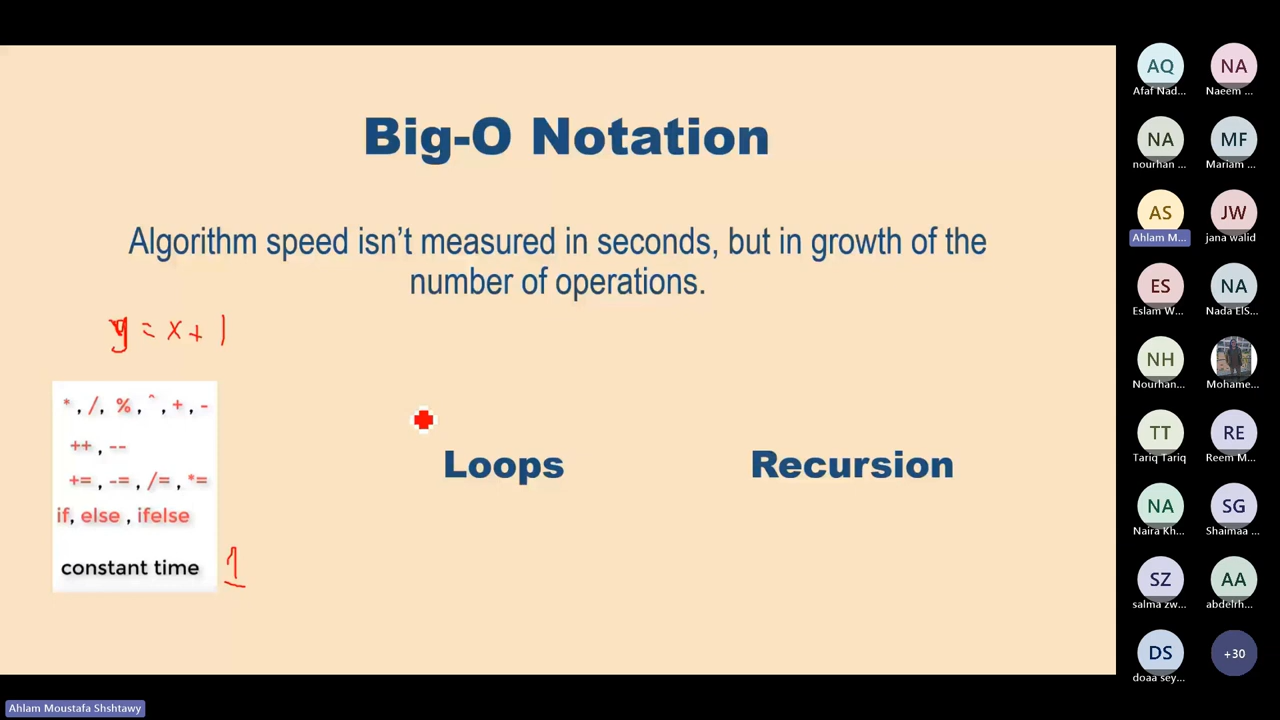 Big-O Notation
Algorithm speed isn't measured in seconds, but in growth of the
number of operations.
y = x + 1
*, /, %, ^, +, -
++, --
+=, -=, /=, *=
if, else, ifelse
constant time 1
Loops
Recursion
AQ
Afaf Nad...
NA
Naeem ...
NA
nourhan ...
MF
Mariam ...
AS
Ahlam M...
JW
jana walid
ES
Eslam W...
NA
Nada ElS...
NH
Nourhan...
Mohame...
TT
Tariq Tariq
RE
Reem M...
NA
Naira Kh...
SG
Shaimaa ...
SZ
salma zw...
AA
abdelrh...
DS
doaa sey...
+30
Ahlam Moustafa Shshtawy